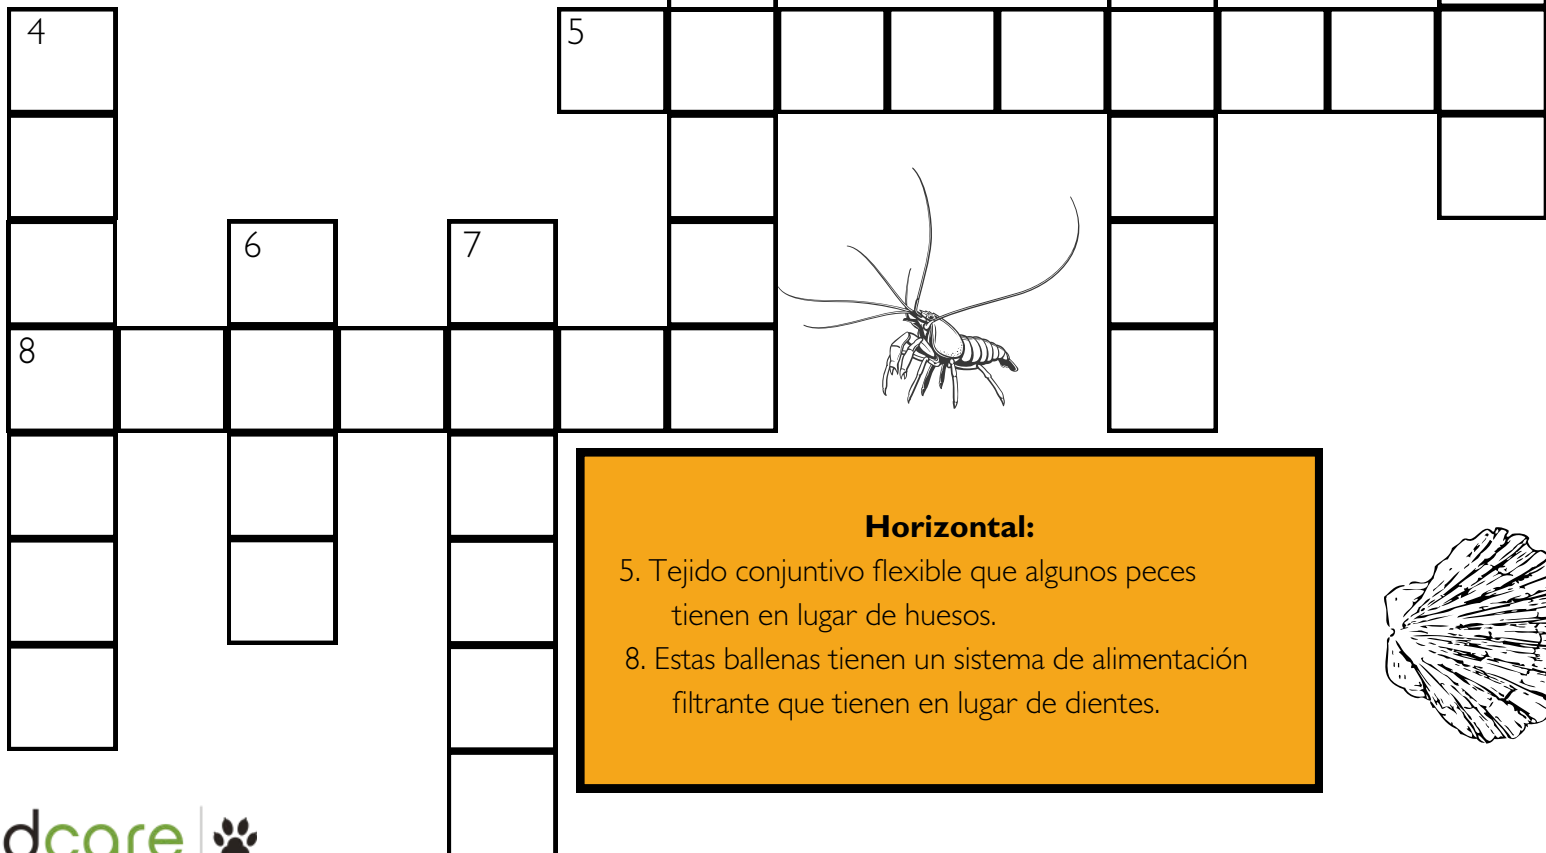 4
5
6
7
8
Horizontal:
5. Tejido conjuntivo flexible que algunos peces
tienen en lugar de huesos.
8. Estas ballenas tienen un sistema de alimentación
filtrante que tienen en lugar de dientes.
dcare